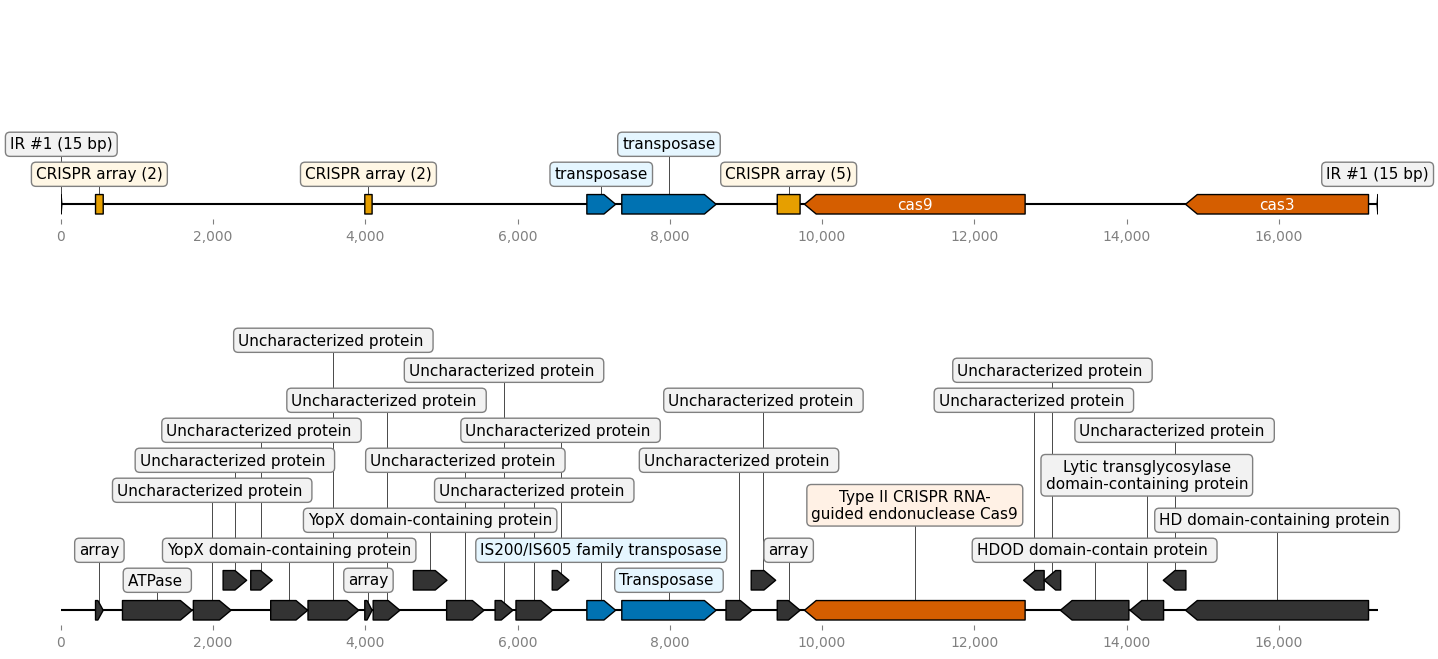 IR #1 (15 bp)
transposase
CRISPR array (2)
CRISPR array (2)
transposase
CRISPR array (5)
IR #1 (15 bp)
cas9
cas3
0
2,000
4,000
6,000
8,000
10,000
12,000
14,000
16,000
Uncharacterized protein
Uncharacterized protein
Uncharacterized protein
Uncharacterized protein
Uncharacterized protein
Uncharacterized protein
Uncharacterized protein
Uncharacterized protein
Uncharacterized protein
Uncharacterized protein
Uncharacterized protein
Uncharacterized protein
Uncharacterized protein
Uncharacterized protein
Lytic transglycosylase
domain-containing protein
Uncharacterized protein
Uncharacterized protein
Type II CRISPR RNA-
guided endonuclease Cas9
YopX domain-containing protein
HD domain-containing protein
array
YopX domain-containing protein
IS200/IS605 family transposase
array
HDOD domain-contain protein
ATPase
array
Transposase
0
2,000
4,000
6,000
8,000
10,000
12,000
14,000
16,000